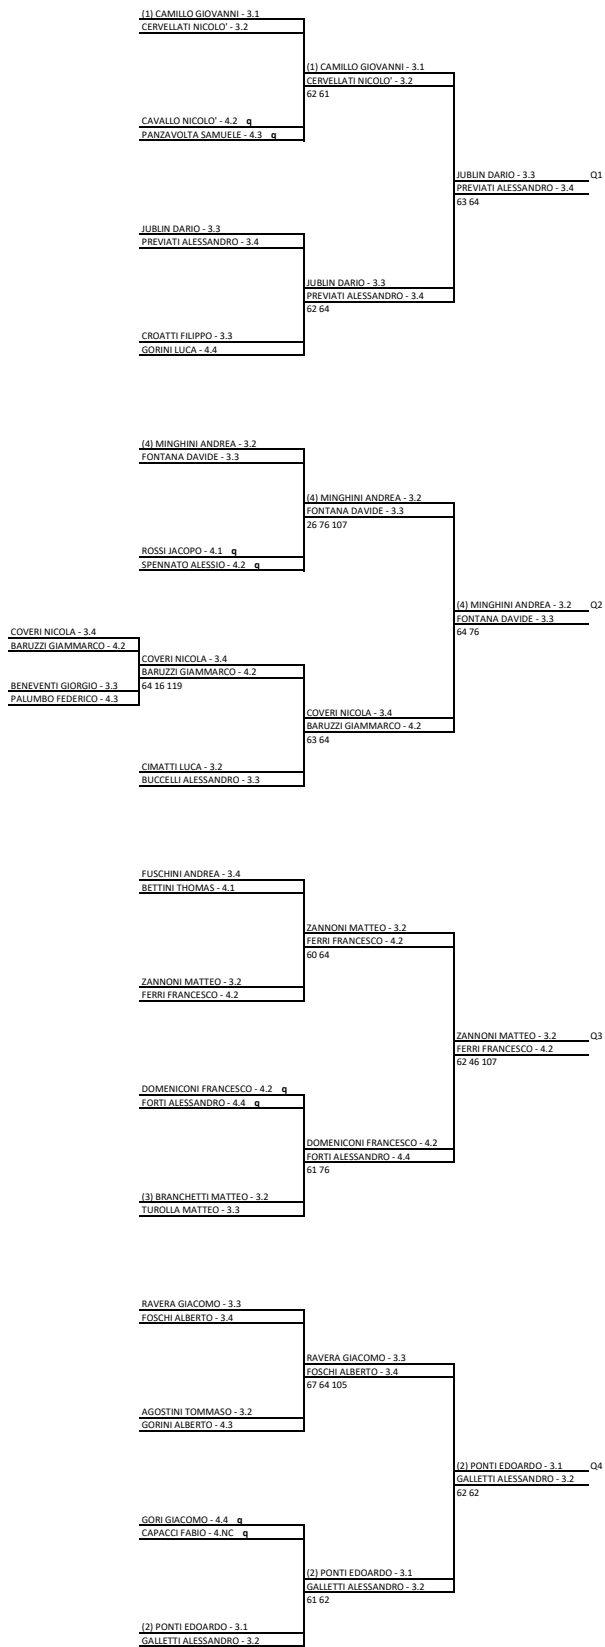 (1) CAMILLO GIOVANNI - 3.1
CERVELLATI NICOLO' - 3.2
(1) CAMILLO GIOVANNI - 3.1
CERVELLATI NICOLO' - 3.2
62 61
CAVALLO NICOLO' - 4.2 q
PANZAVOLTA SAMUELE - 4.3 q
JUBLIN DARIO - 3.3 Q1
PREVIATI ALESSANDRO - 3.4
63 64
JUBLIN DARIO - 3.3
PREVIATI ALESSANDRO - 3.4
JUBLIN DARIO - 3.3
PREVIATI ALESSANDRO - 3.4
62 64
CROATTI FILIPPO - 3.3
GORINI LUCA - 4.4
(4) MINGHINI ANDREA - 3.2
FONTANA DAVIDE - 3.3
(4) MINGHINI ANDREA - 3.2
FONTANA DAVIDE - 3.3
26 76 107
ROSSI JACOPO - 4.1 q
SPENNATO ALESSIO - 4.2 q
(4) MINGHINI ANDREA - 3.2 Q2
FONTANA DAVIDE - 3.3
64 76
COVERI NICOLA - 3.4
BARUZZI GIAMMARCO - 4.2
COVERI NICOLA - 3.4
BARUZZI GIAMMARCO - 4.2
64 16 119
BENEVENTI GIORGIO - 3.3
PALUMBO FEDERICO - 4.3
COVERI NICOLA - 3.4
BARUZZI GIAMMARCO - 4.2
63 64
CIMATTI LUCA - 3.2
BUCCELLI ALESSANDRO - 3.3
FUSCHINI ANDREA - 3.4
BETTINI THOMAS - 4.1
ZANNONI MATTEO - 3.2
FERRI FRANCESCO - 4.2
60 64
ZANNONI MATTEO - 3.2
FERRI FRANCESCO - 4.2
ZANNONI MATTEO - 3.2 Q3
FERRI FRANCESCO - 4.2
62 46 107
DOMENICONI FRANCESCO - 4.2 q
FORTI ALESSANDRO - 4.4 q
DOMENICONI FRANCESCO - 4.2
FORTI ALESSANDRO - 4.4
61 76
(3) BRANCHETTI MATTEO - 3.2
TUROLLA MATTEO - 3.3
RAVERA GIACOMO - 3.3
FOSCHI ALBERTO - 3.4
RAVERA GIACOMO - 3.3
FOSCHI ALBERTO - 3.4
67 64 105
AGOSTINI TOMMASO - 3.2
GORINI ALBERTO - 4.3
(2) PONTI EDOARDO - 3.1 Q4
GALLETTI ALESSANDRO - 3.2
62 62
GORI GIACOMO - 4.4 q
CAPACCI FABIO - 4.NC q
(2) PONTI EDOARDO - 3.1
GALLETTI ALESSANDRO - 3.2
61 62
(2) PONTI EDOARDO - 3.1
GALLETTI ALESSANDRO - 3.2